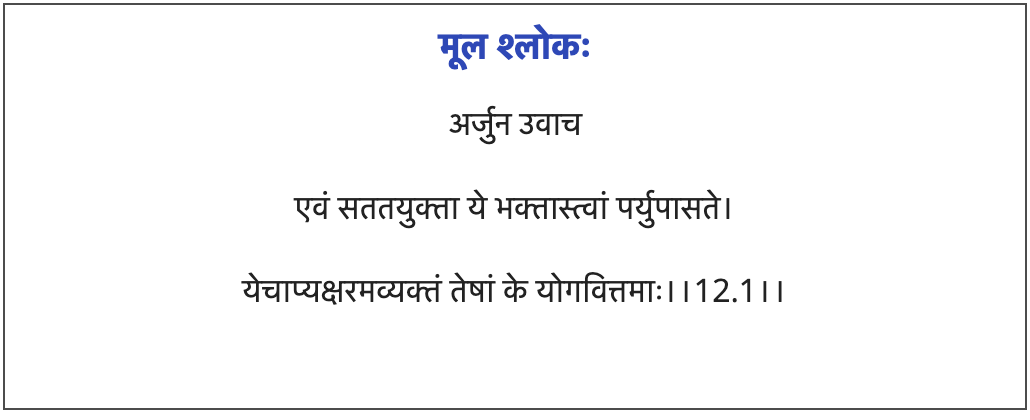 मूल श्लोकः
अर्जुन उवाच
एवं सततयुक्ता ये भक्तास्त्वां पर्युपासते।
येचाप्यक्षरमव्यक्तं तेषां के योगवित्तमाः।।12.1।।